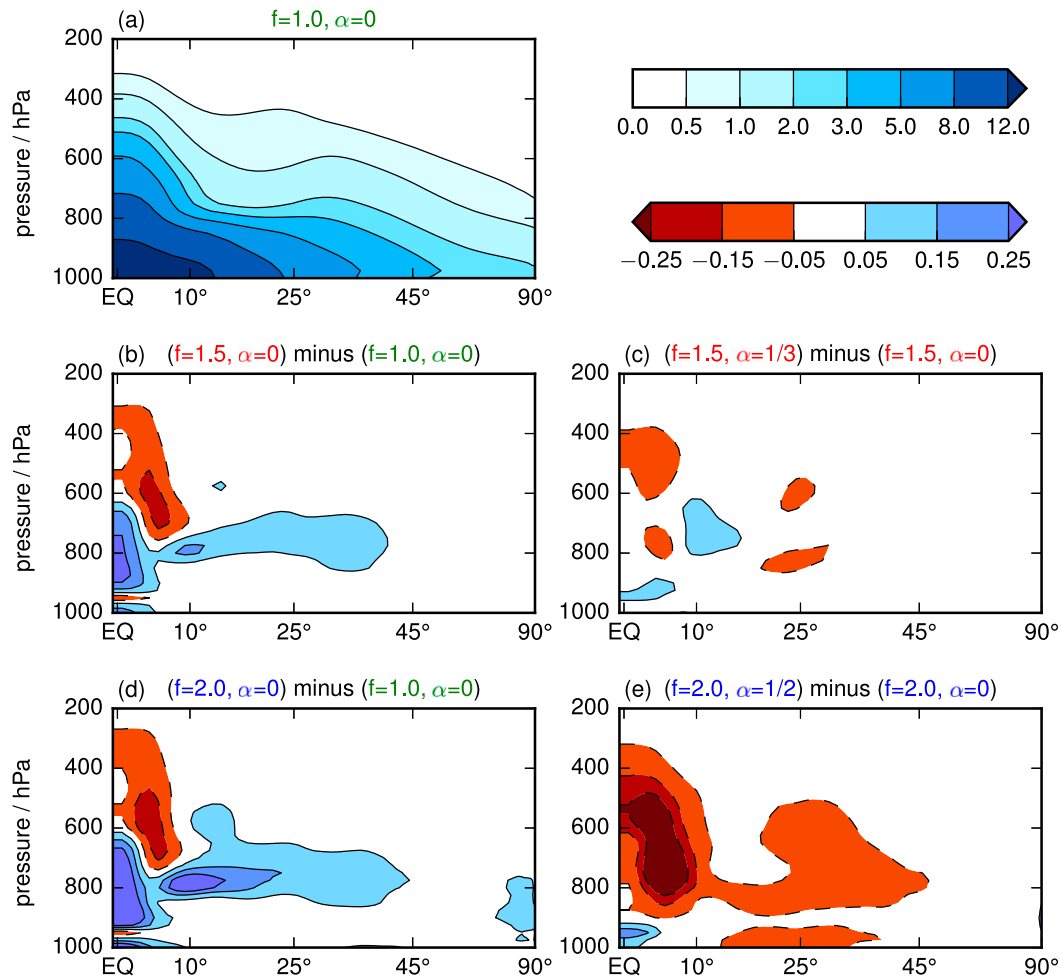 (a) f=1.0, α=0
pressure / hPa
200
400
600
800
1000
EQ 10° 25° 45° 90°
0.0 0.5 1.0 2.0 3.0 5.0 8.0 12.0
−0.25 −0.15 −0.05 0.05 0.15 0.25
(b) (f=1.5, α=0) minus (f=1.0, α=0)
pressure / hPa
200
400
600
800
1000
EQ 10° 25° 45° 90°
(c) (f=1.5, α=1/3) minus (f=1.5, α=0)
200
400
600
800
1000
EQ 10° 25° 45° 90°
(d) (f=2.0, α=0) minus (f=1.0, α=0)
pressure / hPa
200
400
600
800
1000
EQ 10° 25° 45° 90°
(e) (f=2.0, α=1/2) minus (f=2.0, α=0)
200
400
600
800
1000
EQ 10° 25° 45° 90°